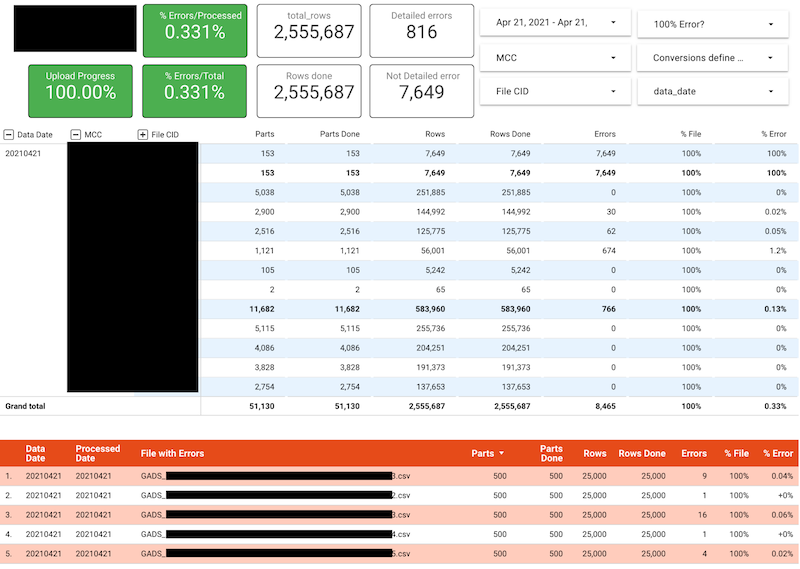 % Errors/Processed
0.331%
total_rows
2,555,687
Detailed errors
816
Apr 21, 2021 - Apr 21,
100% Error?
Upload Progress
100.00%
% Errors/Total
0.331%
Rows done
2,555,687
Not Detailed error
7,649
MCC
Conversions define ...
File CID
data_date
Data Date MCC File CID Parts Parts Done Rows Rows Done Errors % File % Error
20210421 153 153 7,649 7,649 7,649 100% 100%
153 153 7,649 7,649 7,649 100% 100%
5,038 5,038 251,885 251,885 0 100% 0%
2,900 2,900 144,992 144,992 30 100% 0.02%
2,516 2,516 125,775 125,775 62 100% 0.05%
1,121 1,121 56,001 56,001 674 100% 1.2%
105 105 5,242 5,242 0 100% 0%
2 2 65 65 0 100% 0%
11,682 11,682 583,960 583,960 766 100% 0.13%
5,115 5,115 255,736 255,736 0 100% 0%
4,086 4,086 204,251 204,251 0 100% 0%
3,828 3,828 191,373 191,373 0 100% 0%
2,754 2,754 137,653 137,653 0 100% 0%
Grand total 51,130 51,130 2,555,687 2,555,687 8,465 100% 0.33%
Data Date Processed Date File with Errors Parts Parts Done Rows Rows Done Errors % File % Error
1. 20210421 20210421 GADS_ 3.csv 500 500 25,000 25,000 9 100% 0.04%
2. 20210421 20210421 GADS_ 2.csv 500 500 25,000 25,000 1 100% +0%
3. 20210421 20210421 GADS_ 3.csv 500 500 25,000 25,000 16 100% 0.06%
4. 20210421 20210421 GADS_ 4.csv 500 500 25,000 25,000 1 100% +0%
5. 20210421 20210421 GADS_ 5.csv 500 500 25,000 25,000 4 100% 0.02%